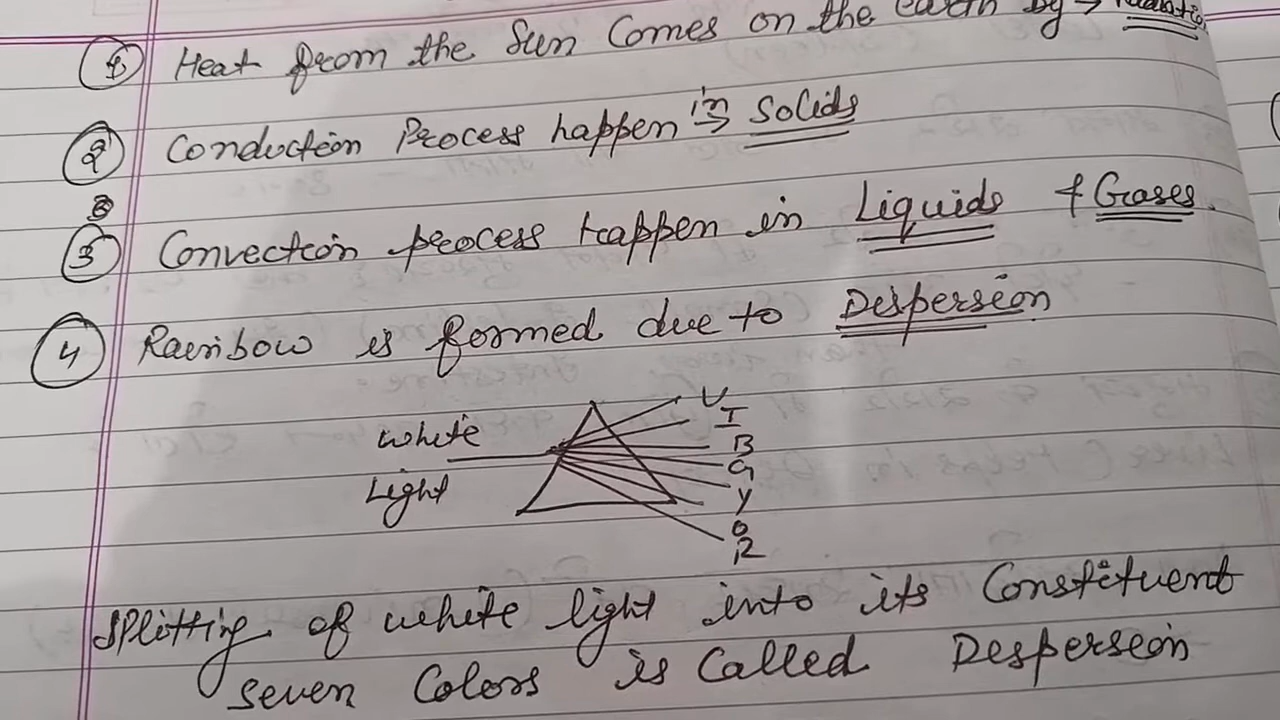 ① Heat from the Sun Comes on the earth by → Radiation
② Conduction Process happen in → Solids
③ Convection process happen in Liquids & Gases.
④ Rainbow is formed due to Dispersion
White Light
V
I
B
G
Y
O
R
Splitting of white light into its Constituent
seven Colors is Called Dispersion